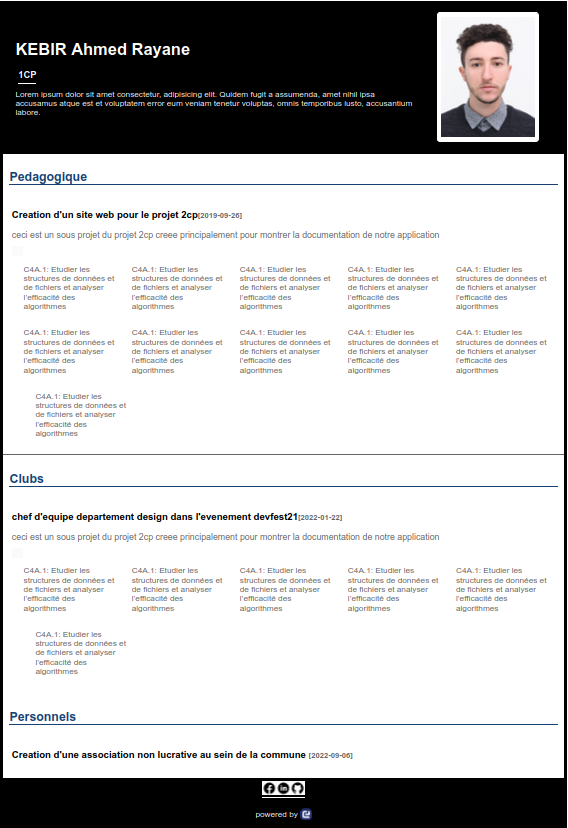 KEBIR Ahmed Rayane
1CP
Lorem ipsum dolor sit amet consectetur, adipisicing elit. Quidem fugit a assumenda, amet nihil ipsa
accusamus atque est et voluptatem error eum veniam tenetur voluptas, omnis temporibus iusto, accusantium
labore.
Pedagogique
Creation d'un site web pour le projet 2cp[2019-09-26]
ceci est un sous projet du projet 2cp creee principalement pour montrer la documentation de notre application
C4A.1: Etudier les structures de données et de fichiers et analyser l'efficacité des algorithmes
C4A.1: Etudier les structures de données et de fichiers et analyser l'efficacité des algorithmes
C4A.1: Etudier les structures de données et de fichiers et analyser l'efficacité des algorithmes
C4A.1: Etudier les structures de données et de fichiers et analyser l'efficacité des algorithmes
C4A.1: Etudier les structures de données et de fichiers et analyser l'efficacité des algorithmes
C4A.1: Etudier les structures de données et de fichiers et analyser l'efficacité des algorithmes
C4A.1: Etudier les structures de données et de fichiers et analyser l'efficacité des algorithmes
C4A.1: Etudier les structures de données et de fichiers et analyser l'efficacité des algorithmes
C4A.1: Etudier les structures de données et de fichiers et analyser l'efficacité des algorithmes
C4A.1: Etudier les structures de données et de fichiers et analyser l'efficacité des algorithmes
C4A.1: Etudier les structures de données et de fichiers et analyser l'efficacité des algorithmes
Clubs
chef d'equipe departement design dans l'evenement devfest21[2022-01-22]
ceci est un sous projet du projet 2cp creee principalement pour montrer la documentation de notre application
C4A.1: Etudier les structures de données et de fichiers et analyser l'efficacité des algorithmes
C4A.1: Etudier les structures de données et de fichiers et analyser l'efficacité des algorithmes
C4A.1: Etudier les structures de données et de fichiers et analyser l'efficacité des algorithmes
C4A.1: Etudier les structures de données et de fichiers et analyser l'efficacité des algorithmes
C4A.1: Etudier les structures de données et de fichiers et analyser l'efficacité des algorithmes
C4A.1: Etudier les structures de données et de fichiers et analyser l'efficacité des algorithmes
Personnels
Creation d'une association non lucrative au sein de la commune [2022-09-06]
powered by